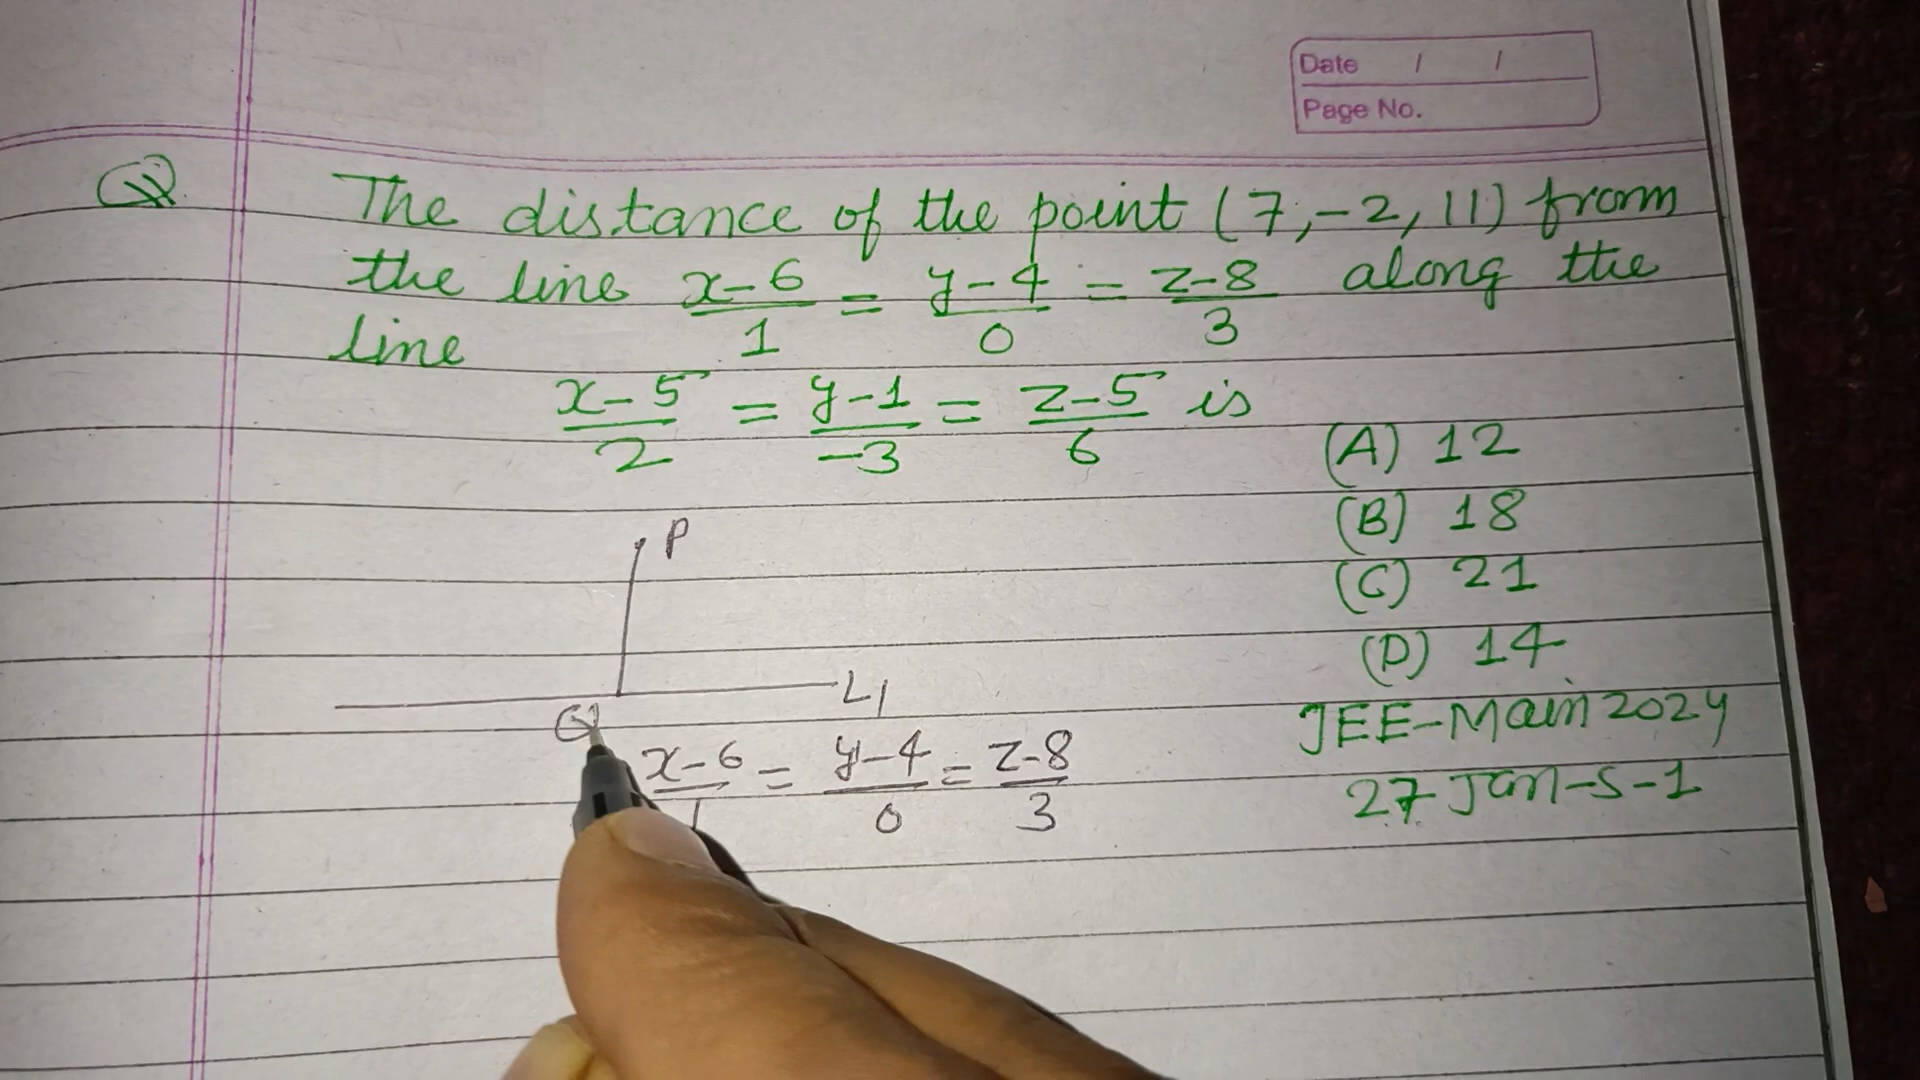 Date / /
Page No.
Q The distance of the point (7,-2,11) from
the line x-6/1 = y-4/0 = z-8/3 along the
line
x-5/2 = y-1/-3 = z-5/6 is
(A) 12
(B) 18
(C) 21
(D) 14
JEE-Main 2024
27 Jan-S-1
P
L1
Q
x-6/1 = y-4/0 = z-8/3